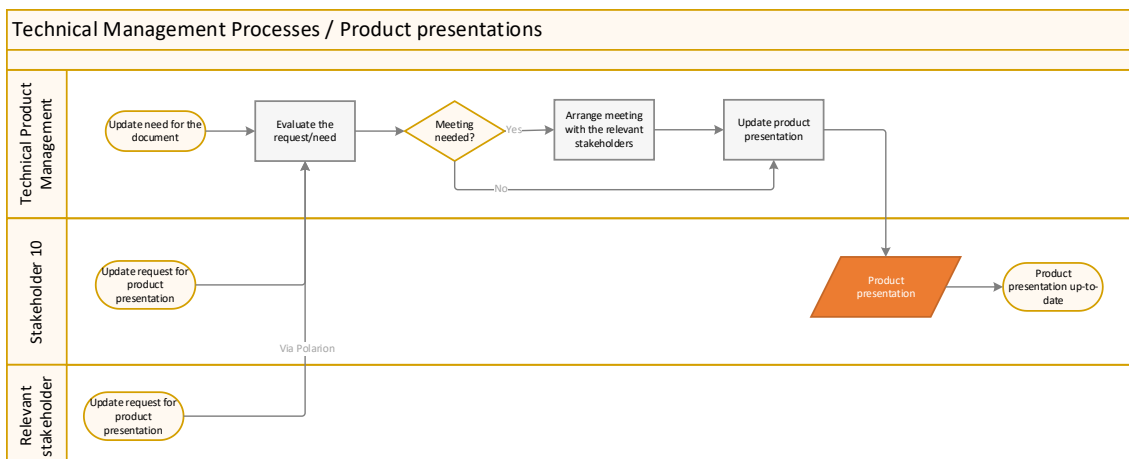 Technical Management Processes / Product presentations
Technical Product
Management
Update need for the
document
Evaluate the
request/need
Meeting
needed?
Yes
Arrange meeting
with the relevant
stakeholders
Update product
presentation
No
Stakeholder 10
Update request for
product
presentation
Product
presentation
Product
presentation up-to-
date
Via Polarion
Relevant
stakeholder
Update request for
product
presentation